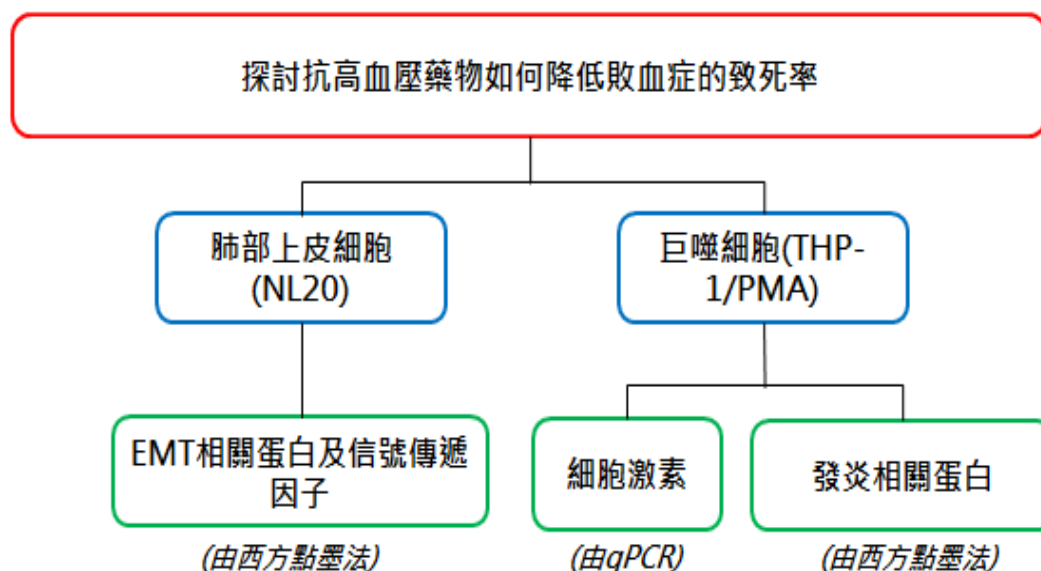 探討抗高血壓藥物如何降低敗血症的致死率
肺部上皮細胞
(NL20)
巨噬細胞(THP-
1/PMA)
EMT相關蛋白及信號傳遞
因子
細胞激素
發炎相關蛋白
(由西方點墨法)
(由qPCR)
(由西方點墨法)